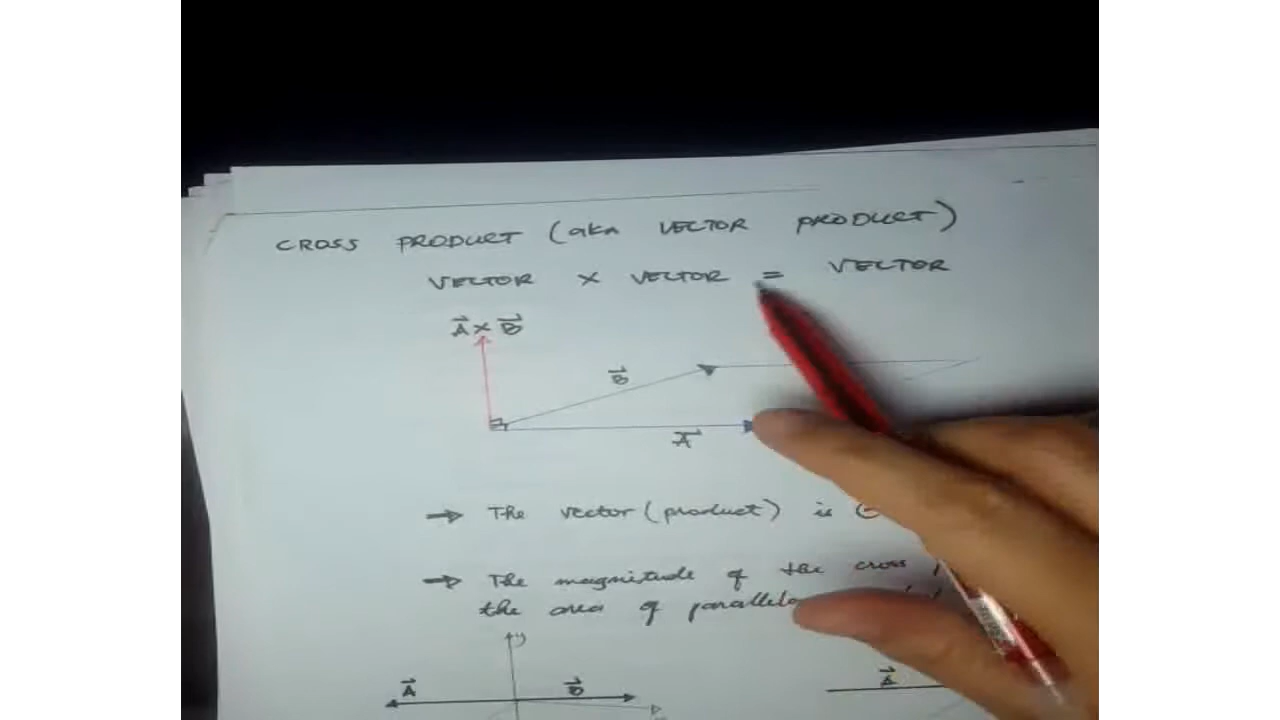 CROSS PRODUCT (aka VECTOR PRODUCT)
VECTOR × VECTOR = VECTOR
A⃗ × B⃗
B⃗
A⃗
⇒ The vector (product) is
⇒ The magnitude of the cross
the area of
y
A⃗ B⃗ A⃗